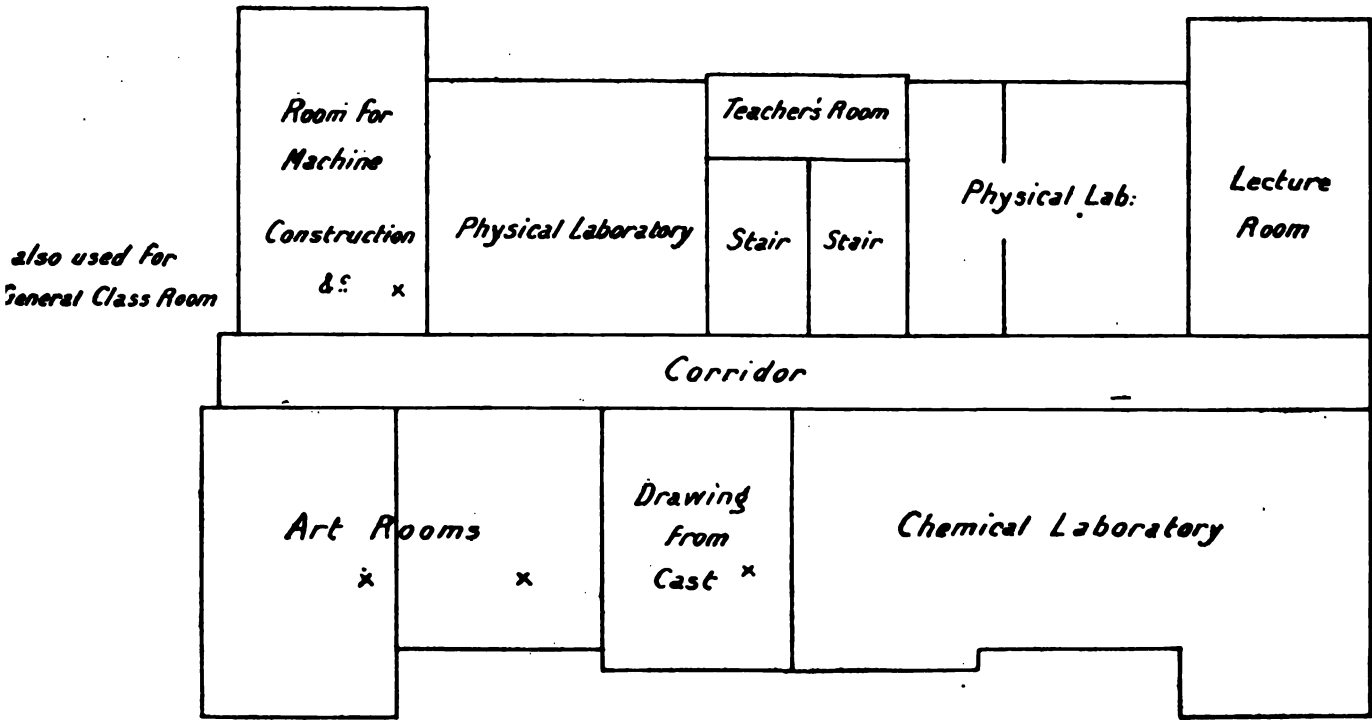 Room for
Machine
Construction
&c x
also used for
General Class Room
Physical Laboratory
Teacher's Room
Stair
Stair
Physical Lab:
Lecture
Room
Corridor
Art Rooms
x
x
Drawing
from
Cast x
Chemical Laboratory